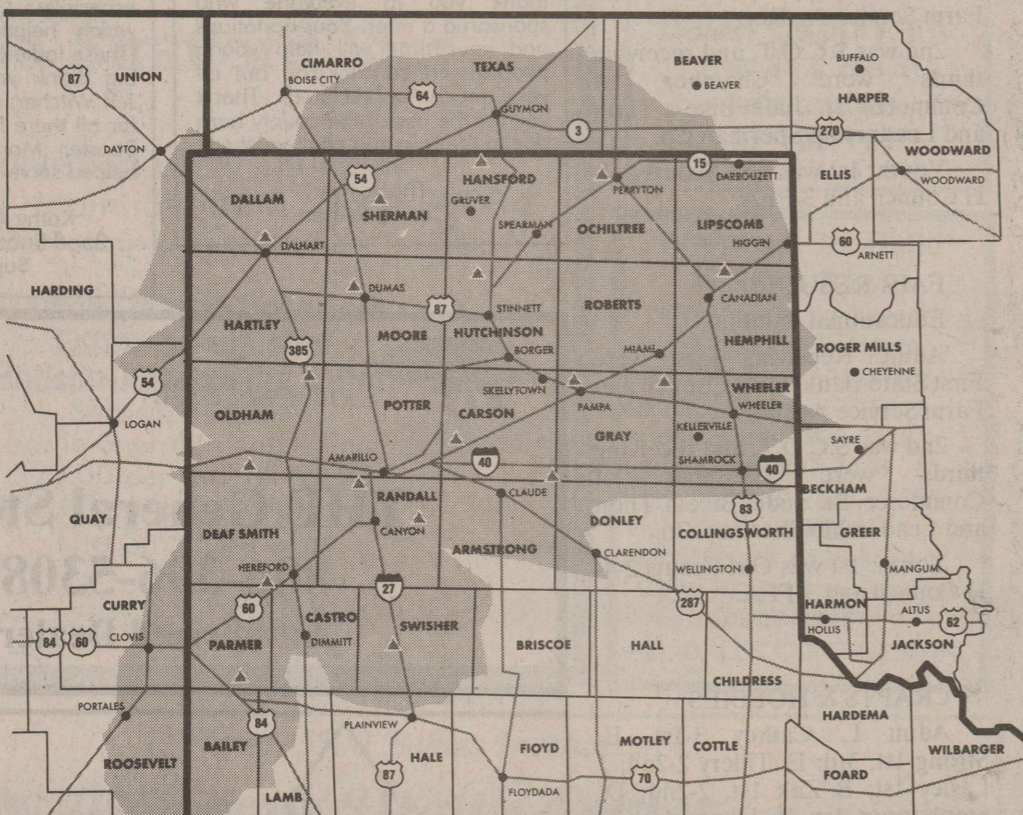 UNION
87
CIMARRO
BOISE CITY
64
TEXAS
GUYMON
3
BEAVER
BEAVER
BUFFALO
HARPER
270
WOODWARD
WOODWARD
ELLIS
DAYTON
DALLAM
54
SHERMAN
HANSFORD
GRUVER
SPEARMAN
PERRYTON
15
DARROUZETT
OCHILTREE
LIPSCOMB
HIGGIN
60
ARNETT
DALHART
HARDING
DUMAS
87
STINNETT
ROBERTS
CANADIAN
HARTLEY
MOORE
HUTCHINSON
385
BORGER
MIAMI
HEMPHILL
ROGER MILLS
CHEYENNE
54
SKELLYTOWN
PAMPA
WHEELER
WHEELER
OLDHAM
POTTER
CARSON
GRAY
KELLERVILLE
LOGAN
SAYRE
AMARILLO
40
SHAMROCK
40
BECKHAM
RANDALL
CLAUDE
83
QUAY
DEAF SMITH
CANYON
DONLEY
COLLINGSWORTH
GREER
ARMSTRONG
CLARENDON
WELLINGTON
MANGUM
HEREFORD
27
287
CURRY
60
CASTRO
DIMMITT
SWISHER
HARMON
HOLLIS
ALTUS
62
JACKSON
84
60
CLOVIS
PARMER
BRISCOE
HALL
CHILDRESS
PORTALES
84
PLAINVIEW
HARDEMA
BAILEY
HALE
FlOYD
MOTLEY
COTTLE
WILBARGER
ROOSEVELT
87
70
FOARD
LAMB
FLOYDADA